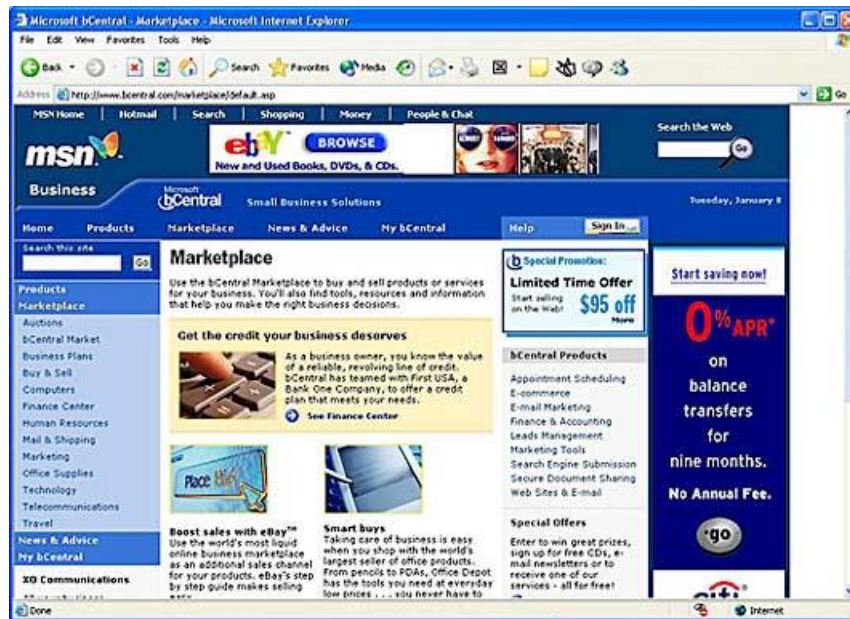 Microsoft bCentral - Marketplace - Microsoft Internet Explorer
File Edit View Favorites Tools Help
Back Search Favorites Media
Address http://www.bcentral.com/marketplace/default.asp Go
MSN Home | Hotmail | Search | Shopping | Money | People & Chat
msn
ebY BROWSE
New and Used Books, DVDs, & CDs.
Search the Web
Go
Business
Microsoft
bCentral Small Business Solutions
Tuesday, January 8
Home Products Marketplace News & Advice My bCentral Help Sign In
Search this site
Go
Products
Marketplace
Auctions
bCentral Market
Business Plans
Buy & Sell
Computers
Finance Center
Human Resources
Mail & Shipping
Marketing
Office Supplies
Technology
Telecommunications
Travel
News & Advice
My bCentral
XO Communications
Marketplace
Use the bCentral Marketplace to buy and sell products or services
for your business. You'll also find tools, resources and information
that help you make the right business decisions.
Get the credit your business deserves
As a business owner, you know the value
of a reliable, revolving line of credit.
bCentral has teamed with First USA, a
Bank One Company, to offer a credit
plan that meets your needs.
See Finance Center
Place Bid
Boost sales with eBay™
Use the world's most liquid
online business marketplace
as an additional sales channel
for your products. eBay's step
by step guide makes selling
Smart buys
Taking care of business is easy
when you shop with the world's
largest seller of office products.
From pencils to PDAs, Office Depot
has the tools you need at everyday
low prices . . . you never have to
Special Promotion:
Limited Time Offer
Start selling
on the Web!
$95 off
More
bCentral Products
Appointment Scheduling
E-commerce
E-mail Marketing
Finance & Accounting
Leads Management
Marketing Tools
Search Engine Submission
Secure Document Sharing
Web Sites & E-mail
Special Offers
Enter to win great prizes,
sign up for free CDs, e-
mail newsletters or to
receive one of our
services - all for free!
Start saving now!
0% APR*
on
balance
transfers
for
nine months.
No Annual Fee.
go
citi
Done
Internet